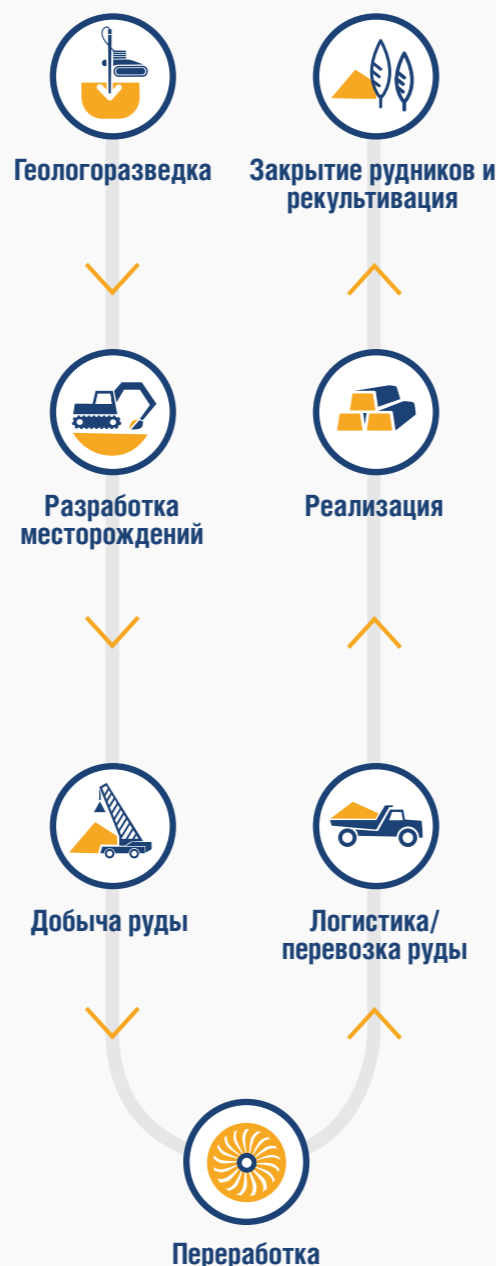 Геологоразведка
Разработка
месторождений
Добыча руды
Переработка
Логистика/
перевозка руды
Реализация
Закрытие рудников и
рекультивация